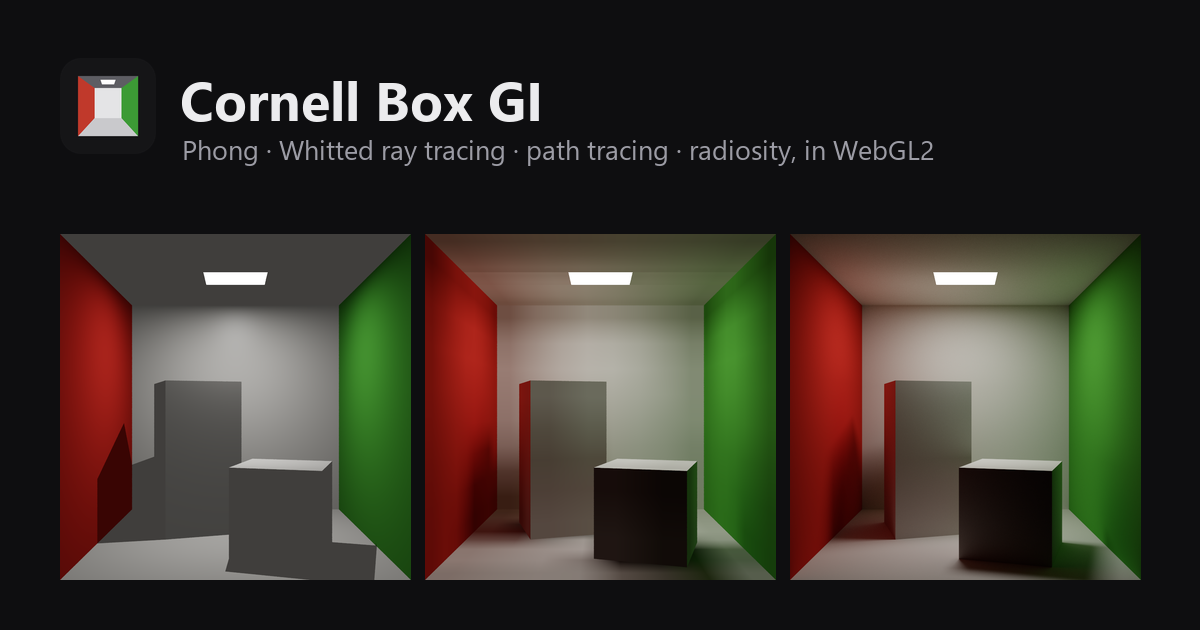 Cornell Box GI
Phong · Whitted ray tracing · path tracing · radiosity, in WebGL2